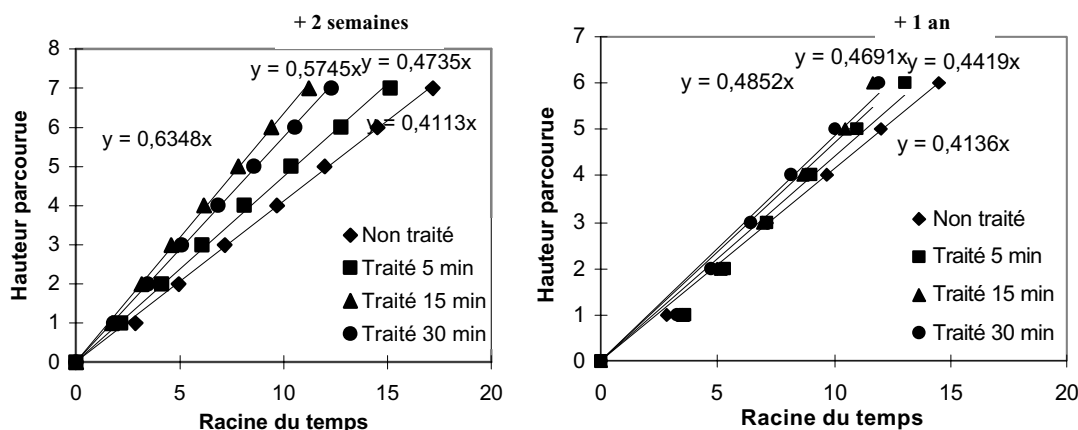 + 2 semaines
Hauteur parcourue
8
7
6
5
4
3
2
1
0
y = 0,5745x
y = 0,4735x
y = 0,6348x
y = 0,4113x
Non traité
Traité 5 min
Traité 15 min
Traité 30 min
0 5 10 15 20
Racine du temps
+ 1 an
Hauteur parcourue
7
6
5
4
3
2
1
0
y = 0,4691x
y = 0,4419x
y = 0,4852x
y = 0,4136x
Non traité
Traité 5 min
Traité 15 min
Traité 30 min
0 5 10 15 20
Racine du temps